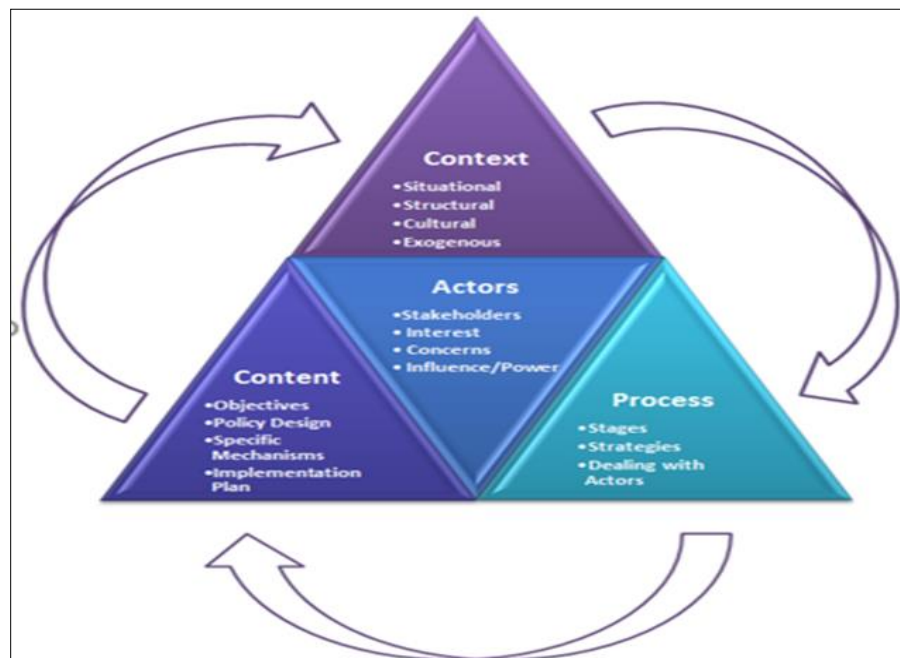 Context
•Situational
•Structural
•Cultural
•Exogenous
Actors
•Stakeholders
• Interest
• Concerns
• Influence/Power
Content
•Objectives
•Policy Design
•Specific
Mechanisms
•Implementation
Plan
Process
•Stages
•Strategies
•Dealing with
Actors